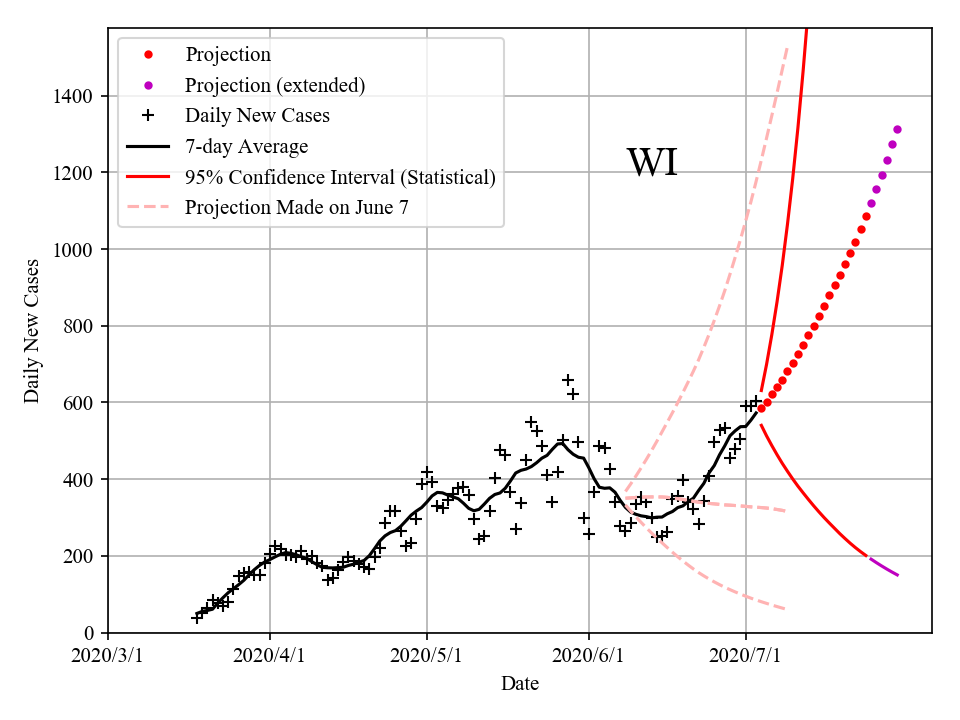 Projection
Projection (extended)
Daily New Cases
7-day Average
95% Confidence Interval (Statistical)
Projection Made on June 7
WI
1400
1200
1000
800
600
400
200
0
Daily New Cases
2020/3/1 2020/4/1 2020/5/1 2020/6/1 2020/7/1
Date